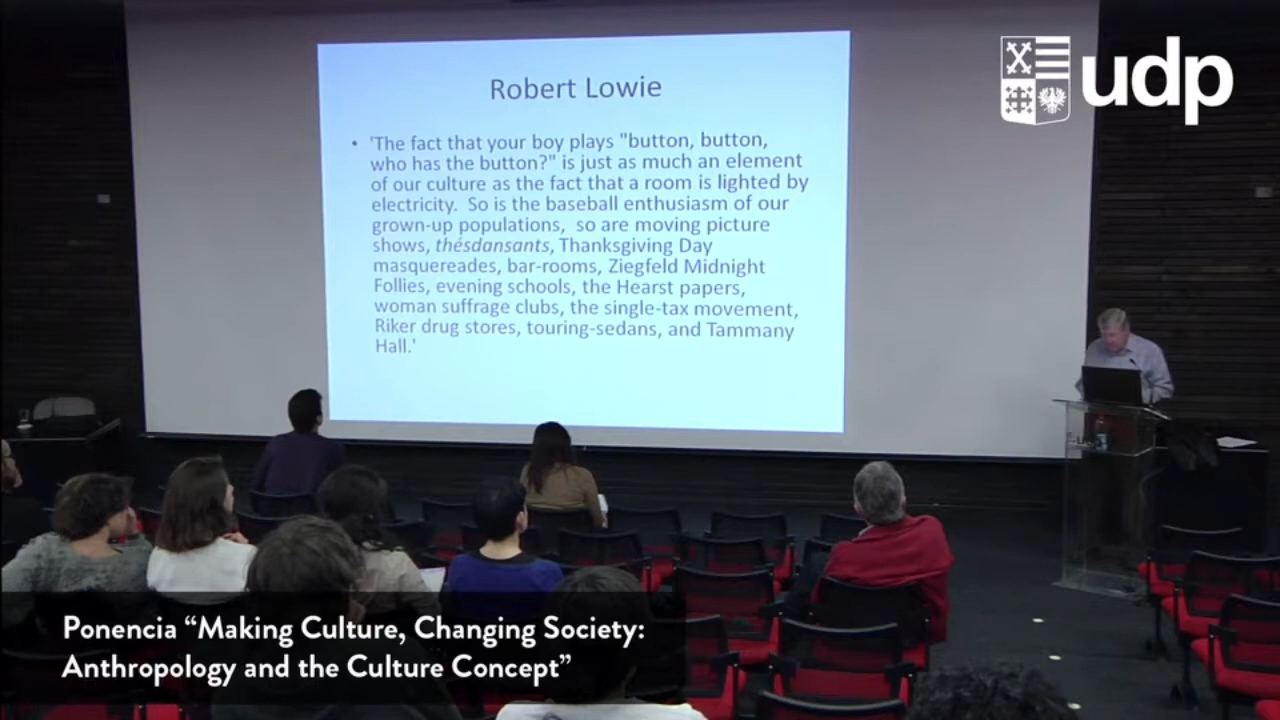 udp
Robert Lowie
• 'The fact that your boy plays "button, button,
who has the button?" is just as much an element
of our culture as the fact that a room is lighted by
electricity. So is the baseball enthusiasm of our
grown-up populations, so are moving picture
shows, thésdansants, Thanksgiving Day
masquereades, bar-rooms, Ziegfeld Midnight
Follies, evening schools, the Hearst papers,
woman suffrage clubs, the single-tax movement,
Riker drug stores, touring-sedans, and Tammany
Hall.'
Ponencia “Making Culture, Changing Society:
Anthropology and the Culture Concept”